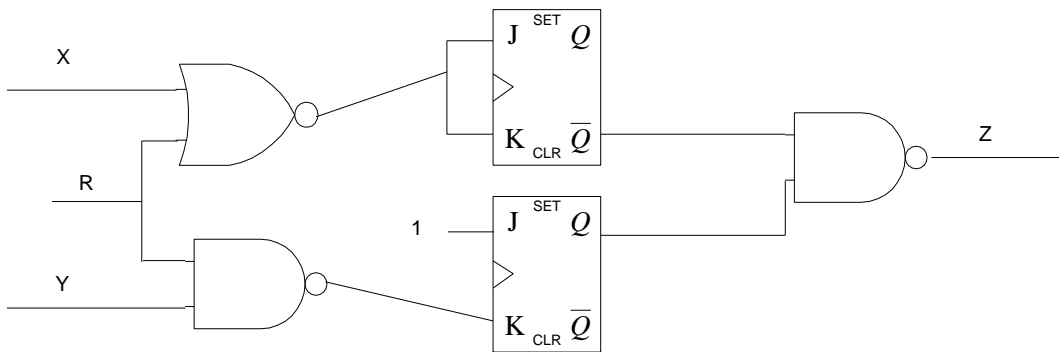 X
R
Y
SET
J Q
K CLR Q̅
1
SET
J Q
K CLR Q̅
Z